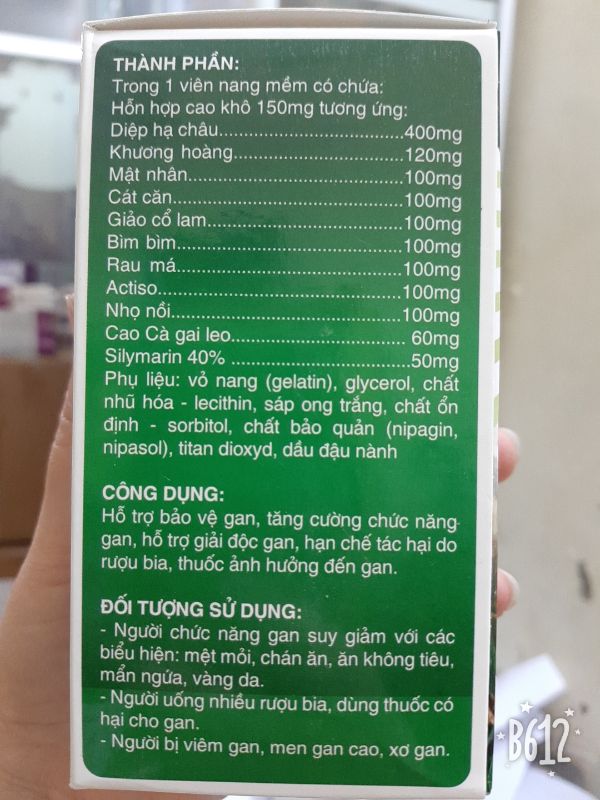 THÀNH PHẦN:
Trong 1 viên nang mềm có chứa:
Hỗn hợp cao khô 150mg tương ứng:
Diệp hạ châu....................................400mg
Khương hoàng.................................120mg
Mật nhân..........................................100mg
Cát căn.............................................100mg
Giảo cổ lam......................................100mg
Bìm bìm............................................100mg
Rau má............................................100mg
Actiso...............................................100mg
Nhọ nồi.............................................100mg
Cao Cà gai leo.................................. 60mg
Silymarin 40% ...................................50mg
Phụ liệu: vỏ nang (gelatin), glycerol, chất
nhũ hóa - lecithin, sáp ong trắng, chất ổn
định - sorbitol, chất bảo quản (nipagin,
nipasol), titan dioxyd, dầu đậu nành
CÔNG DỤNG:
Hỗ trợ bảo vệ gan, tăng cường chức năng
gan, hỗ trợ giải độc gan, hạn chế tác hại do
rượu bia, thuốc ảnh hưởng đến gan.
ĐỐI TƯỢNG SỬ DỤNG:
- Người chức năng gan suy giảm với các
biểu hiện: mệt mỏi, chán ăn, ăn không tiêu,
mẩn ngứa, vàng da.
- Người uống nhiều rượu bia, dùng thuốc có
hại cho gan.
- Người bị viêm gan, men gan cao, xơ gan.
B612